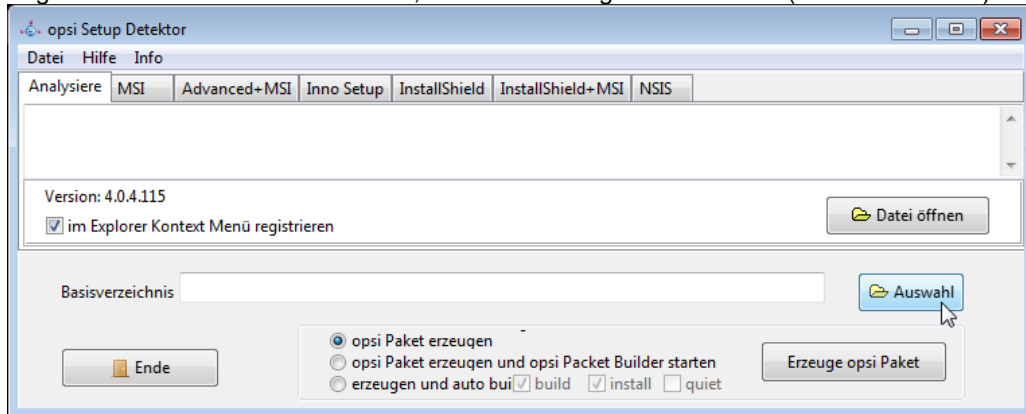 opsi Setup Detektor
Datei Hilfe Info
Analysiere MSI Advanced+MSI Inno Setup InstallShield InstallShield+MSI NSIS
Version: 4.0.4.115
im Explorer Kontext Menü registrieren
Datei öffnen
Basisverzeichnis
Auswahl
opsi Paket erzeugen
opsi Paket erzeugen und opsi Packet Builder starten
erzeugen und auto bui build install quiet
Ende
Erzeuge opsi Paket